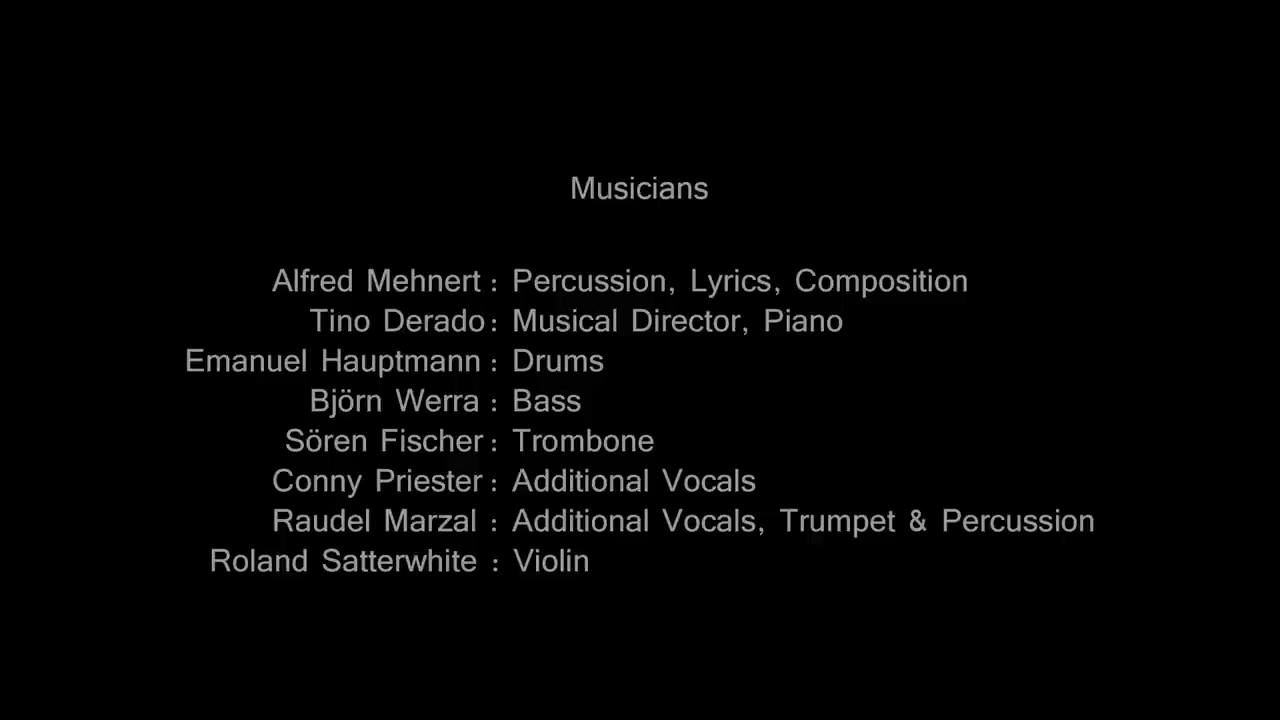 Musicians
Alfred Mehnert : Percussion, Lyrics, Composition
Tino Derado : Musical Director, Piano
Emanuel Hauptmann : Drums
Björn Werra : Bass
Sören Fischer : Trombone
Conny Priester : Additional Vocals
Raudel Marzal : Additional Vocals, Trumpet & Percussion
Roland Satterwhite : Violin